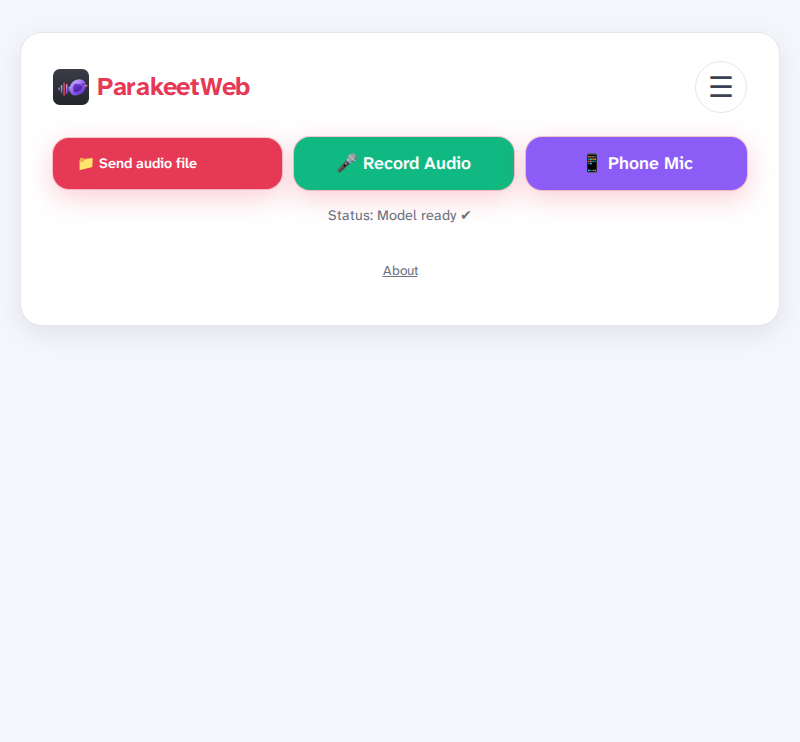 ParakeetWeb
☰
📁 Send audio file
🎤 Record Audio
📱 Phone Mic
Status: Model ready ✔
About